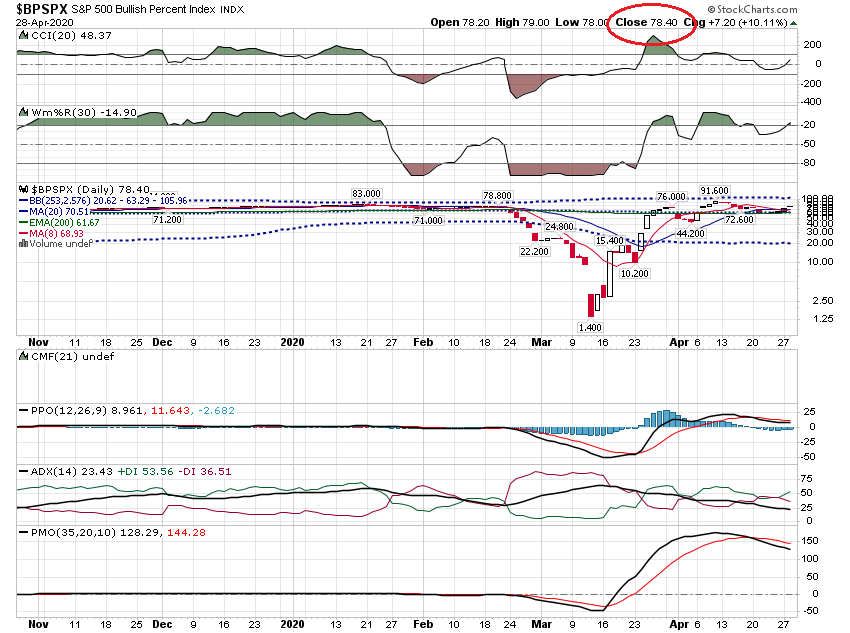 $BPSPX S&P 500 Bullish Percent Index INDX
© StockCharts.com
28-Apr-2020
Open 78.20 High 79.00 Low 78.00 Close 78.40 Chg +7.20 (+10.11%)
CCI(20) 48.37
200
0
-200
-400
Wm%R(30) -14.90
-20
-50
-80
$BPSPX (Daily) 78.40
BB(253,2.576) 20.62 - 63.29 - 105.96
MA(20) 70.51
EMA(200) 61.67
MA(8) 68.93
Volume undef
71.200
83.000
71.000
78.800
22.200
24.800
1.400
15.400
10.200
76.000
44.200
91.600
72.600
100.00
30.00
20.00
10.00
2.50
1.25
Nov 11 18 25 Dec 9 16 23 2020 13 21 27 Feb 10 18 24 Mar 9 16 23 Apr 6 13 20 27
CMF(21) undef
PPO(12,26,9) 8.961, 11.643, -2.682
25
0
-25
-50
ADX(14) 23.43 +DI 53.56 -DI 36.51
75
50
25
0
PMO(35,20,10) 128.29, 144.28
150
100
50
0
-50
Nov 11 18 25 Dec 9 16 23 2020 13 21 27 Feb 10 18 24 Mar 9 16 23 Apr 6 13 20 27